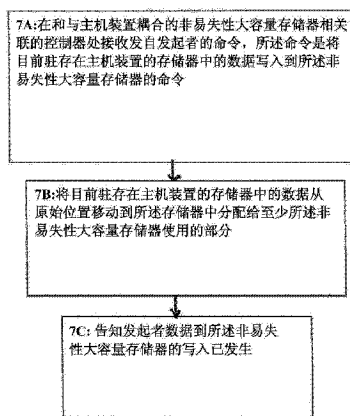 7A:在和与主机装置耦合的非易失性大容量存储器相关
联的控制器处接收发自发起者的命令，所述命令是将
目前驻存在主机装置的存储器中的数据写入到所述非
易失性大容量存储器的命令
7B:将目前驻存在主机装置的存储器中的数据从
原始位置移动到所述存储器中分配给至少所述非
易失性大容量存储器使用的部分
7C: 告知发起者数据到所述非易失
性大容量存储器的写入已发生